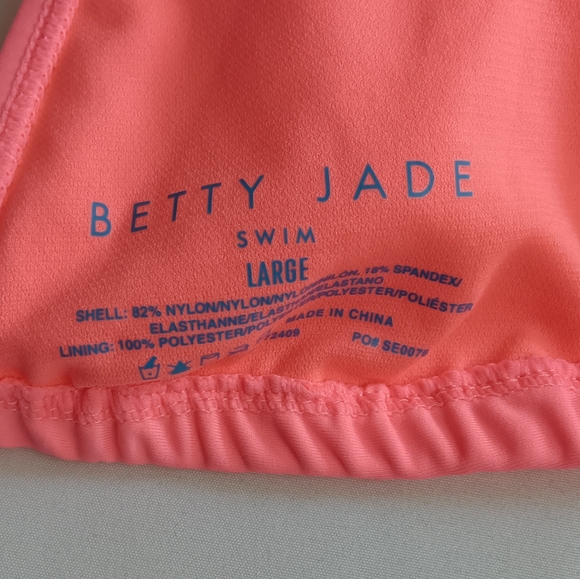 BETTY JADE
SWIM
LARGE
SHELL: 82% NYLON/NYLON/NYLON, 18% SPANDEX/
ELASTHANNE/ELASTANO
LINING: 100% POLYESTER/POLYESTER/POLIÉSTER
MADE IN CHINA
PO# SE007